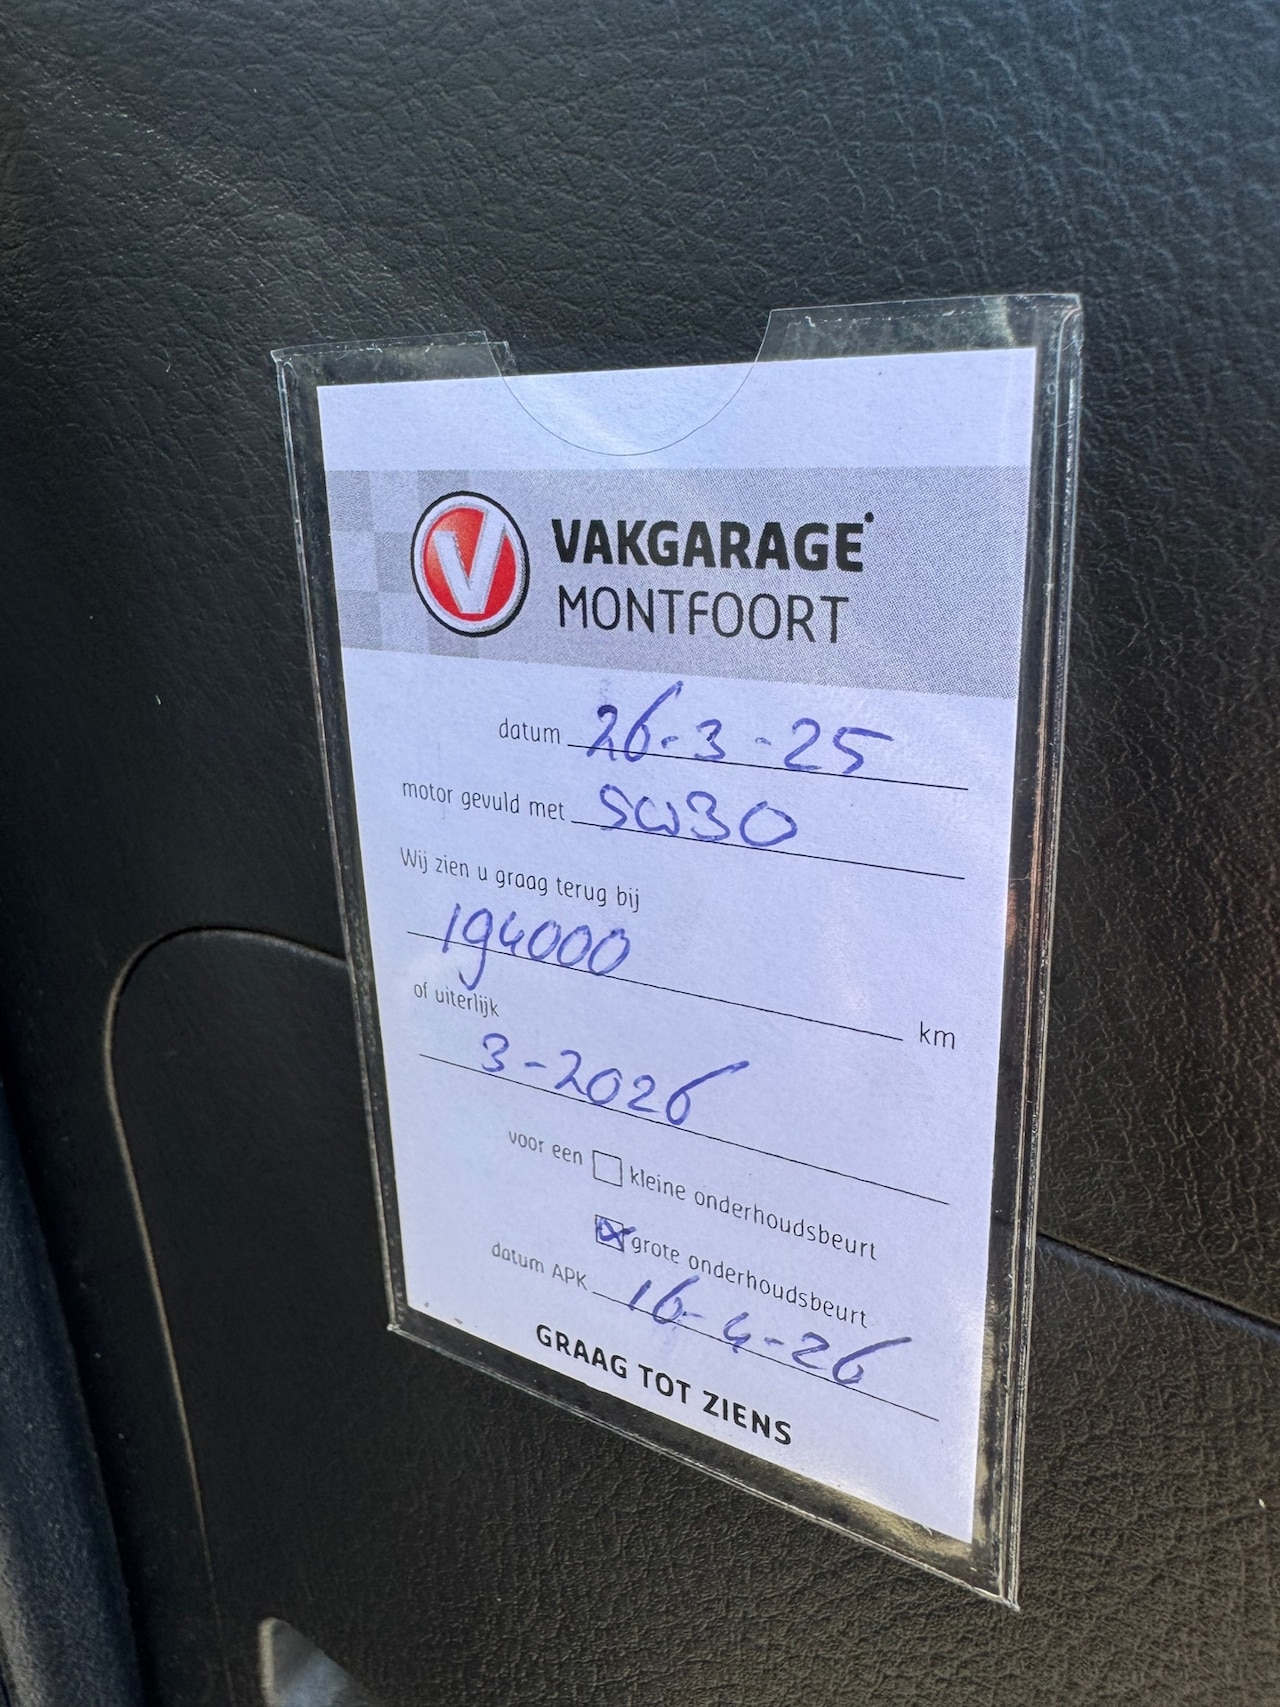 V
VAKGARAGE
MONTFOORT
datum 26-3-25
motor gevuld met 5W30
Wij zien u graag terug bij
194000 km
of uiterlijk
3-2026
voor een kleine onderhoudsbeurt
grote onderhoudsbeurt
datum APK 16-4-26
GRAAG TOT ZIENS